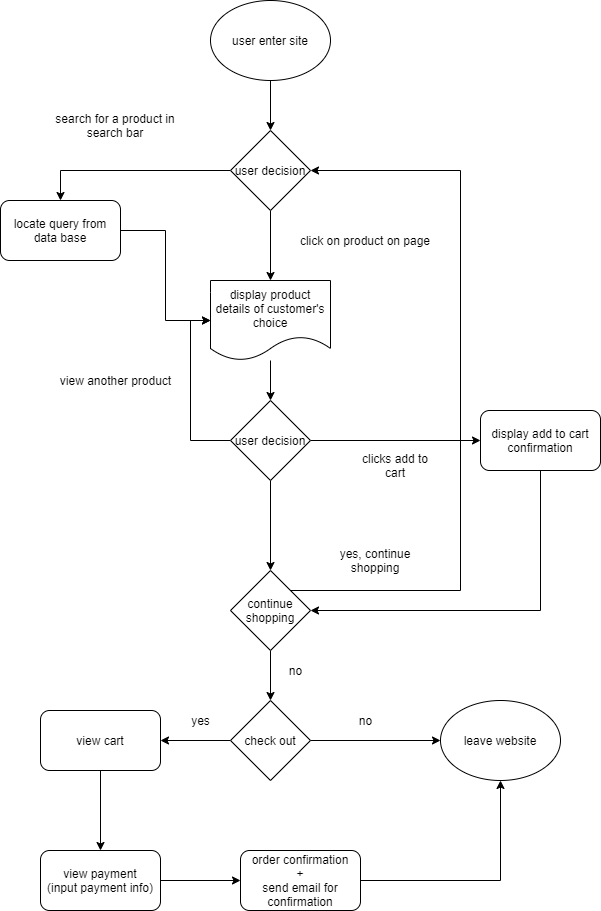 user enter site
search for a product in
search bar
user decision
locate query from
data base
click on product on page
display product
details of customer's
choice
view another product
user decision
clicks add to
cart
display add to cart
confirmation
yes, continue
shopping
continue
shopping
no
yes
no
view cart
check out
leave website
view payment
(input payment info)
order confirmation
+
send email for
confirmation